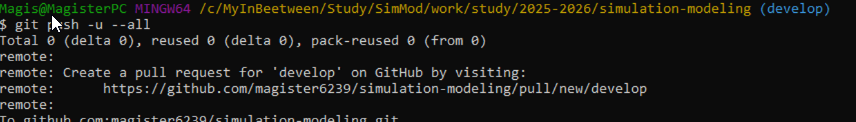 Magis@MagisterPC MINGW64 /c/MyInBeetween/Study/SimMod/work/study/2025-2026/simulation-modeling (develop)
$ git push -u --all
Total 0 (delta 0), reused 0 (delta 0), pack-reused 0 (from 0)
remote:
remote: Create a pull request for 'develop' on GitHub by visiting:
remote:      https://github.com/magister6239/simulation-modeling/pull/new/develop
remote:
To github.com:magister6239/simulation-modeling.git